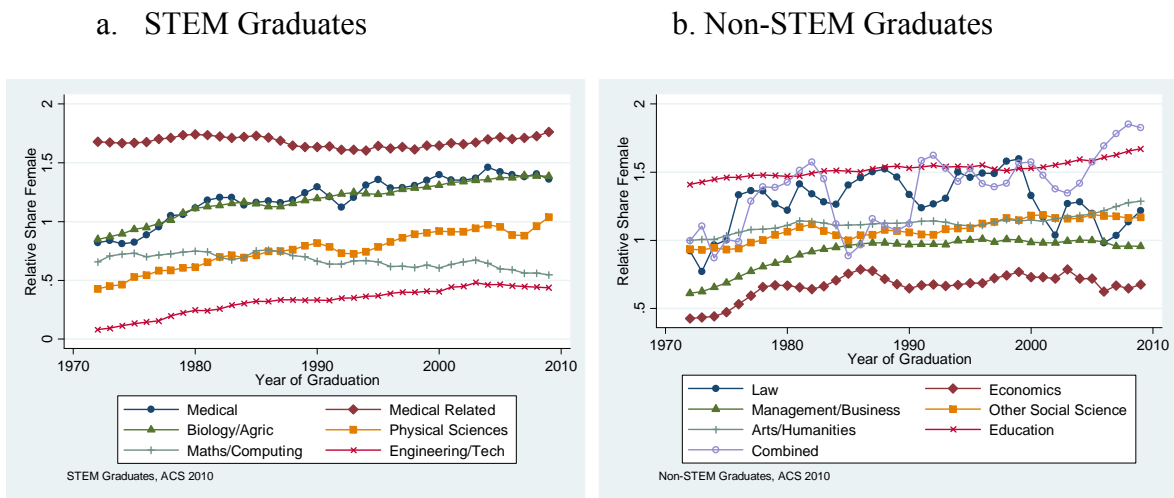 a. STEM Graduates
b. Non-STEM Graduates
Relative Share Female
2
1.5
1
.5
0
1970
1980
1990
2000
2010
Year of Graduation
Medical
Medical Related
Biology/Agric
Physical Sciences
Maths/Computing
Engineering/Tech
STEM Graduates, ACS 2010
Relative Share Female
2
1.5
1
.5
1970
1980
1990
2000
2010
Year of Graduation
Law
Economics
Management/Business
Other Social Science
Arts/Humanities
Education
Combined
Non-STEM Graduates, ACS 2010